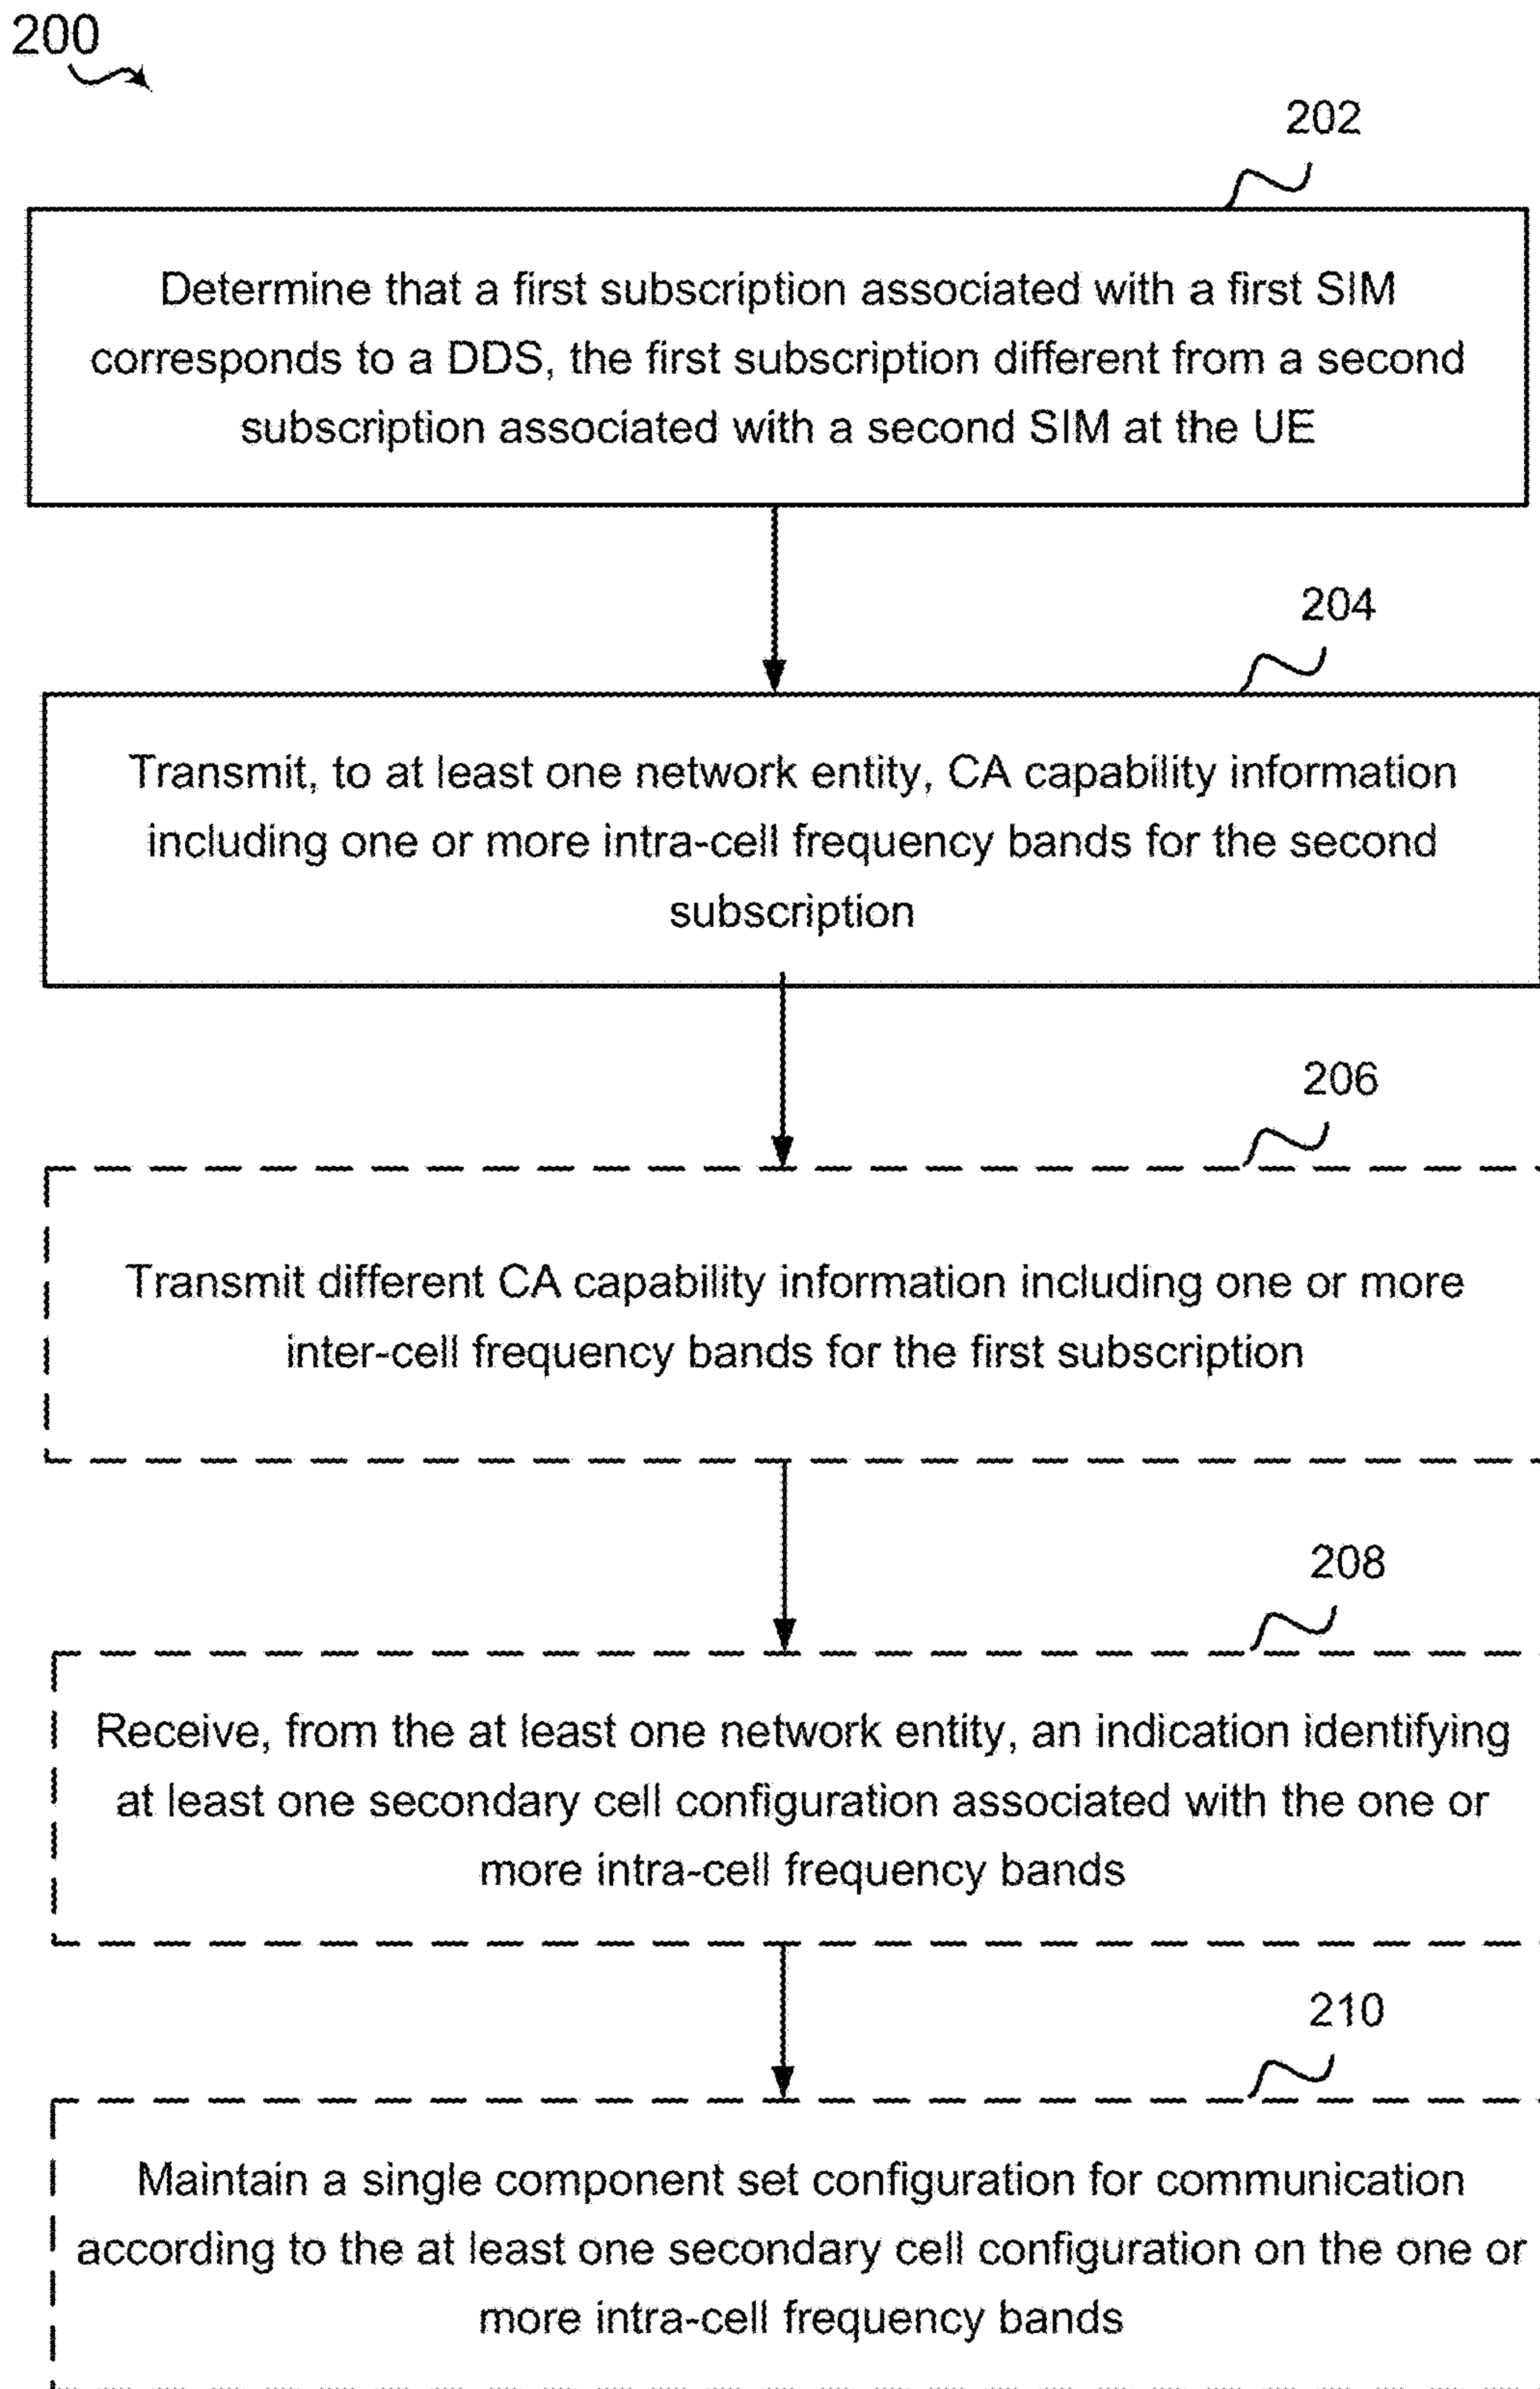 200
202
Determine that a first subscription associated with a first SIM
corresponds to a DDS, the first subscription different from a second
subscription associated with a second SIM at the UE
204
Transmit, to at least one network entity, CA capability information
including one or more intra-cell frequency bands for the second
subscription
206
Transmit different CA capability information including one or more
inter-cell frequency bands for the first subscription
208
Receive, from the at least one network entity, an indication identifying
at least one secondary cell configuration associated with the one or
more intra-cell frequency bands
210
Maintain a single component set configuration for communication
according to the at least one secondary cell configuration on the one or
more intra-cell frequency bands